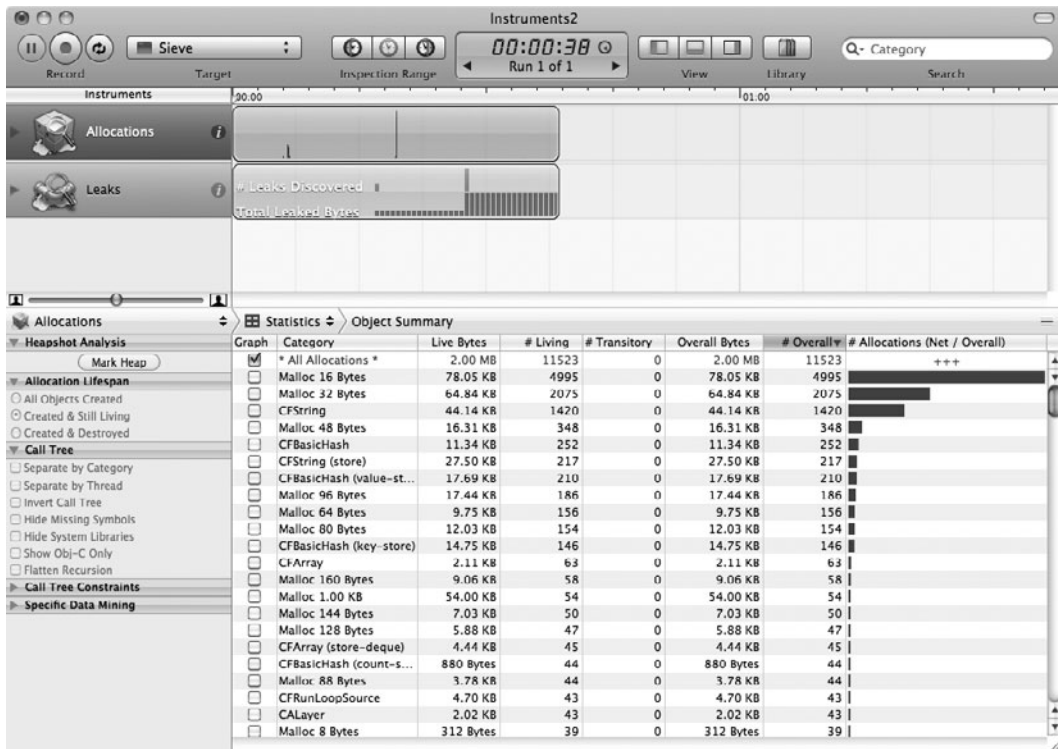 Instruments2
Sieve
00:00:38
Run 1 of 1
Q- Category
Record
Target
Inspection Range
View
Library
Search
Instruments
00:00
01:00
Allocations
Leaks
# Leaks Discovered
Total Leaked Bytes
Allocations
Statistics
Object Summary
Heapshot Analysis
Mark Heap
Allocation Lifespan
All Objects Created
Created & Still Living
Created & Destroyed
Call Tree
Separate by Category
Separate by Thread
Invert Call Tree
Hide Missing Symbols
Hide System Libraries
Show Obj-C Only
Flatten Recursion
Call Tree Constraints
Specific Data Mining
Graph Category Live Bytes # Living # Transitory Overall Bytes # Overall # Allocations (Net / Overall)
* All Allocations * 2.00 MB 11523 0 2.00 MB 11523 +++
Malloc 16 Bytes 78.05 KB 4995 0 78.05 KB 4995
Malloc 32 Bytes 64.84 KB 2075 0 64.84 KB 2075
CFString 44.14 KB 1420 0 44.14 KB 1420
Malloc 48 Bytes 16.31 KB 348 0 16.31 KB 348
CFBasicHash 11.34 KB 252 0 11.34 KB 252
CFString (store) 27.50 KB 217 0 27.50 KB 217
CFBasicHash (value-st... 17.69 KB 210 0 17.69 KB 210
Malloc 96 Bytes 17.44 KB 186 0 17.44 KB 186
Malloc 64 Bytes 9.75 KB 156 0 9.75 KB 156
Malloc 80 Bytes 12.03 KB 154 0 12.03 KB 154
CFBasicHash (key-store) 14.75 KB 146 0 14.75 KB 146
CFArray 2.11 KB 63 0 2.11 KB 63
Malloc 160 Bytes 9.06 KB 58 0 9.06 KB 58
Malloc 1.00 KB 54.00 KB 54 0 54.00 KB 54
Malloc 144 Bytes 7.03 KB 50 0 7.03 KB 50
Malloc 128 Bytes 5.88 KB 47 0 5.88 KB 47
CFArray (store-deque) 4.44 KB 45 0 4.44 KB 45
CFBasicHash (count-s... 880 Bytes 44 0 880 Bytes 44
Malloc 88 Bytes 3.78 KB 44 0 3.78 KB 44
CFRunLoopSource 4.70 KB 43 0 4.70 KB 43
CALayer 2.02 KB 43 0 2.02 KB 43
Malloc 8 Bytes 312 Bytes 39 0 312 Bytes 39